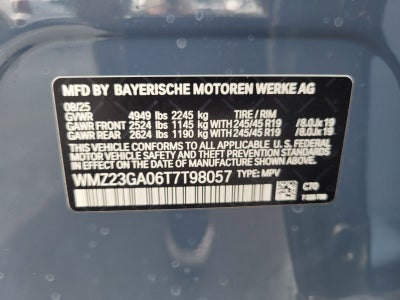 MFD BY BAYERISCHE MOTOREN WERKE AG
08/25
GVWR 4949 lbs 2245 kg TIRE / RIM
GAWR FRONT 2524 lbs 1145 kg WITH 245/45 R19 / 8.0Jx19
GAWR REAR 2624 lbs 1190 kg WITH 245/45 R19 / 8.0Jx19
THIS VEHICLE CONFORMS TO ALL APPLICABLE U.S. FEDERAL
MOTOR VEHICLE SAFETY STANDARDS
IN EFFECT ON THE DATE OF MANUFACTURE SHOWN ABOVE.
WMZ23GA06T7T98057 TYPE: MPV
C70